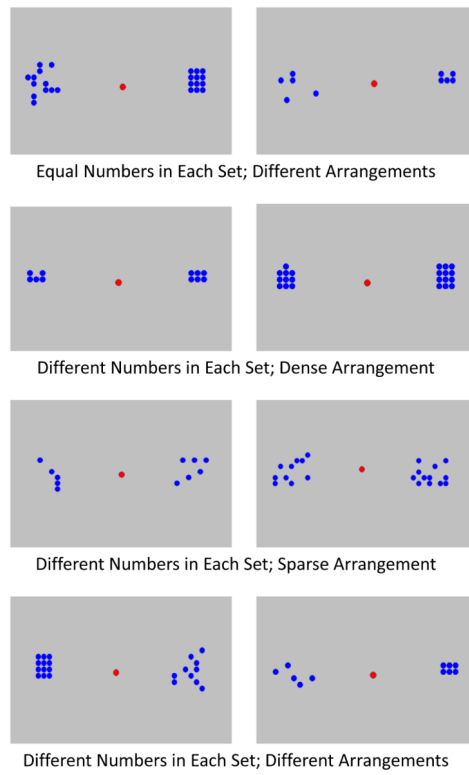 Equal Numbers in Each Set; Different Arrangements
Different Numbers in Each Set; Dense Arrangement
Different Numbers in Each Set; Sparse Arrangement
Different Numbers in Each Set; Different Arrangements